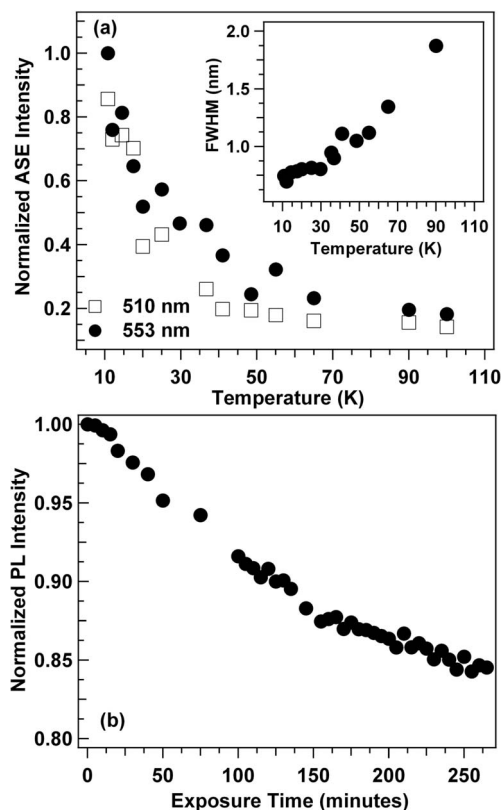 (a)
Normalized ASE Intensity
1.0
0.8
0.6
0.4
0.2
510 nm
553 nm
10 30 50 70 90 110
Temperature (K)
FWHM (nm)
2.0
1.5
1.0
10 30 50 70 90 110
Temperature (K)
Normalized PL Intensity
1.00
0.95
0.90
0.85
0.80
(b)
0 50 100 150 200 250
Exposure Time (minutes)